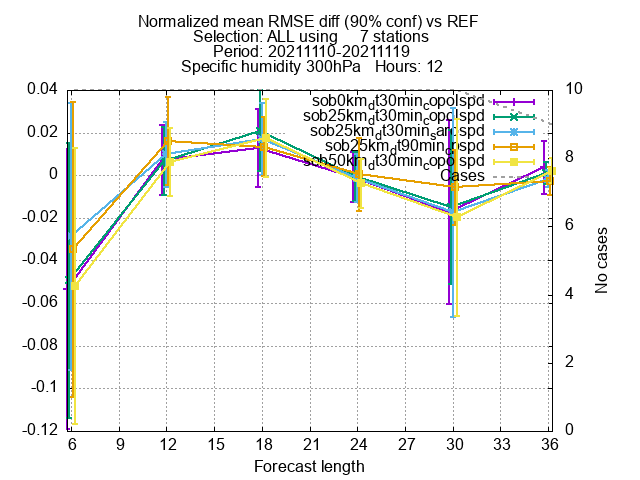 Normalized mean RMSE diff (90% conf) vs REF
Selection: ALL using 7 stations
Period: 20211110-20211119
Specific humidity 300hPa Hours: 12
0.04
0.02
0
-0.02
-0.04
-0.06
-0.08
-0.1
-0.12
10
8
6
4
2
0
No cases
Cases
6 9 12 15 18 21 24 27 30 33 36
Forecast length